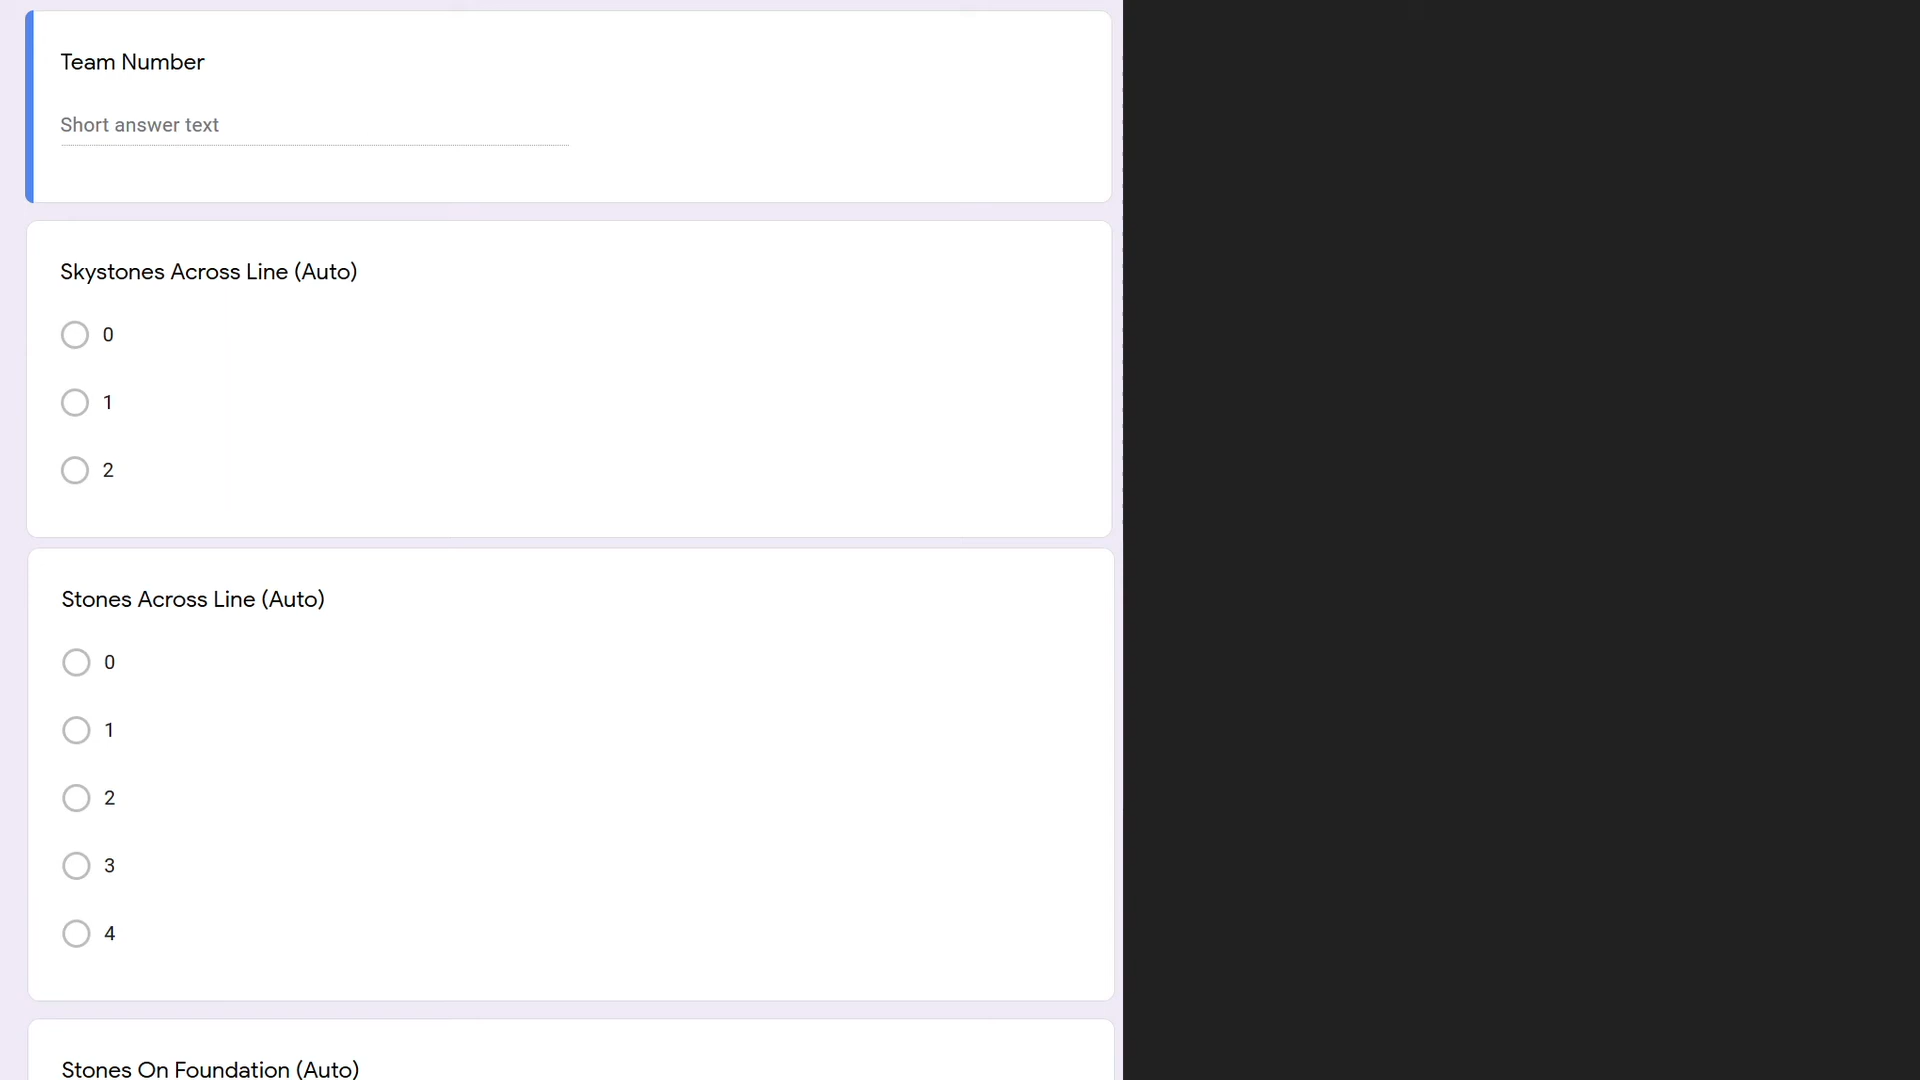 Team Number
Short answer text
Skystones Across Line (Auto)
0
1
2
Stones Across Line (Auto)
0
1
2
3
4
Stones On Foundation (Auto)